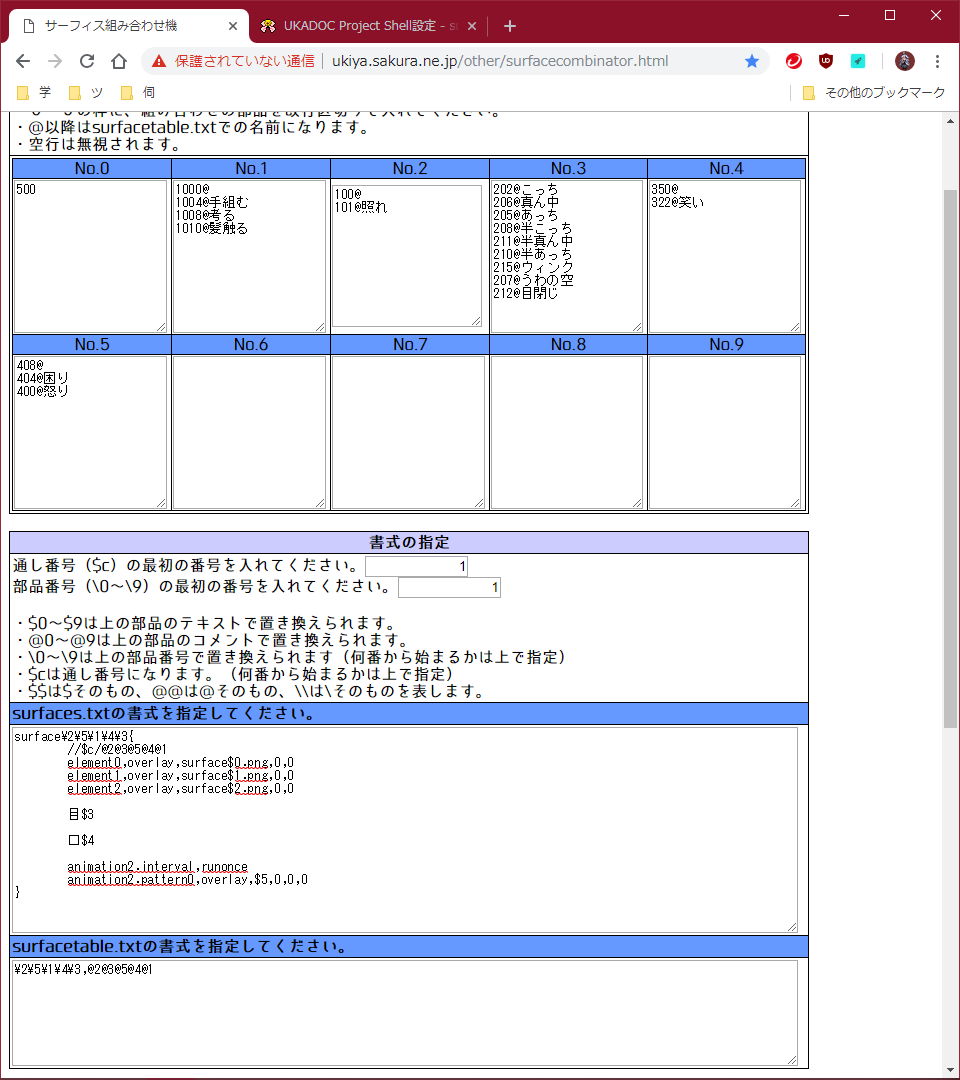 サーフィス組み合わせ機
UKADOC Project Shell設定 - su
保護されていない通信 | ukiya.sakura.ne.jp/other/surfacecombinator.html
学 ツ 伺 その他のブックマーク
・@以降はsurfacetable.txtでの名前になります。
・空行は無視されます。
No.0 No.1 No.2 No.3 No.4
500
1000@
1004@手組む
1008@考る
1010@髪触る
100@
101@照れ
202@こっち
206@真ん中
205@あっち
208@半こっち
211@半真ん中
210@半あっち
215@ウィンク
207@うわの空
212@目閉じ
350@
322@笑い
No.5 No.6 No.7 No.8 No.9
408@
404@困り
400@怒り
書式の指定
通し番号（$c）の最初の番号を入れてください。 1
部品番号（\0～\9）の最初の番号を入れてください。 1
・$0～$9は上の部品のテキストで置き換えられます。
・@0～@9は上の部品のコメントで置き換えられます。
・\0～\9は上の部品番号で置き換えられます（何番から始まるかは上で指定）
・$cは通し番号になります。（何番から始まるかは上で指定）
・$$は$そのもの、@@は@そのもの、\\は\そのものを表します。
surfaces.txtの書式を指定してください。
surface¥2¥5¥1¥4¥3{
//$c/@2@3@5@4@1
element0,overlay,surface$0.png,0,0
element1,overlay,surface$1.png,0,0
element2,overlay,surface$2.png,0,0
目$3
口$4
animation2.interval,runonce
animation2.pattern0,overlay,$5,0,0,0
}
surfacetable.txtの書式を指定してください。
¥2¥5¥1¥4¥3,@2@3@5@4@1